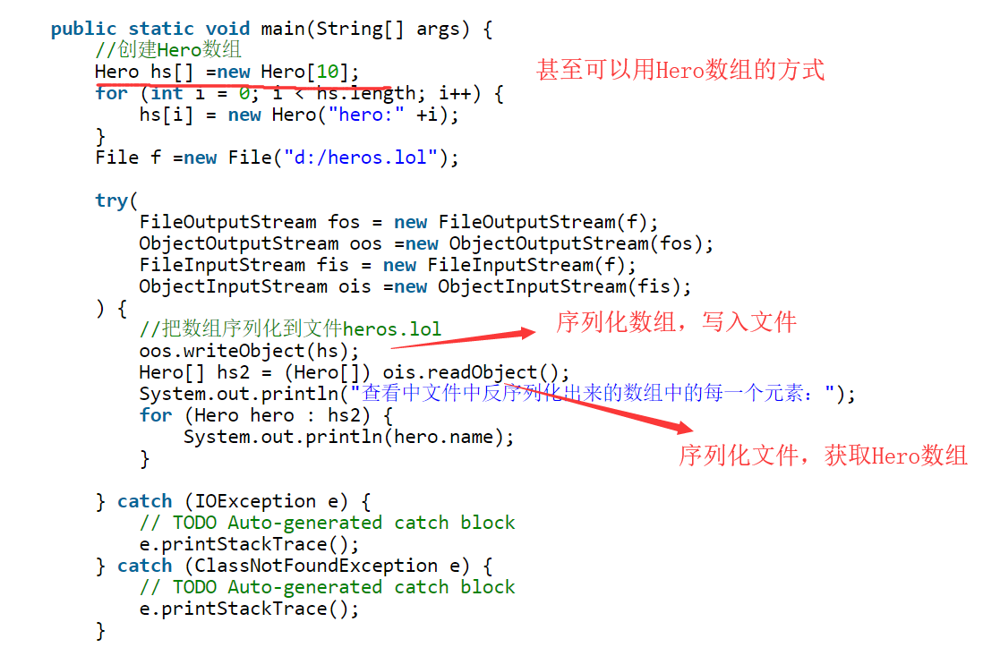 public static void main(String[] args) {
//创建Hero数组
Hero hs[] =new Hero[10];
甚至可以用Hero数组的方式
for (int i = 0; i < hs.length; i++) {
hs[i] = new Hero("hero:" +i);
}
File f =new File("d:/heros.lol");
try(
FileOutputStream fos = new FileOutputStream(f);
ObjectOutputStream oos =new ObjectOutputStream(fos);
FileInputStream fis = new FileInputStream(f);
ObjectInputStream ois =new ObjectInputStream(fis);
) {
//把数组序列化到文件heros.lol
序列化数组，写入文件
oos.writeObject(hs);
Hero[] hs2 = (Hero[]) ois.readObject();
System.out.println("查看中文件中反序列化出来的数组中的每一个元素：");
for (Hero hero : hs2) {
System.out.println(hero.name);
}
序列化文件，获取Hero数组
} catch (IOException e) {
// TODO Auto-generated catch block
e.printStackTrace();
} catch (ClassNotFoundException e) {
// TODO Auto-generated catch block
e.printStackTrace();
}